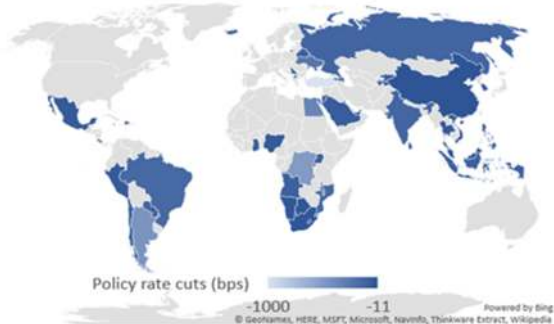 Policy rate cuts (bps)
-1000 -11
Powered by Bing
© GeoNames, HERE, MSFT, Microsoft, NavInfo, Thinkware Extract, Wikipedia